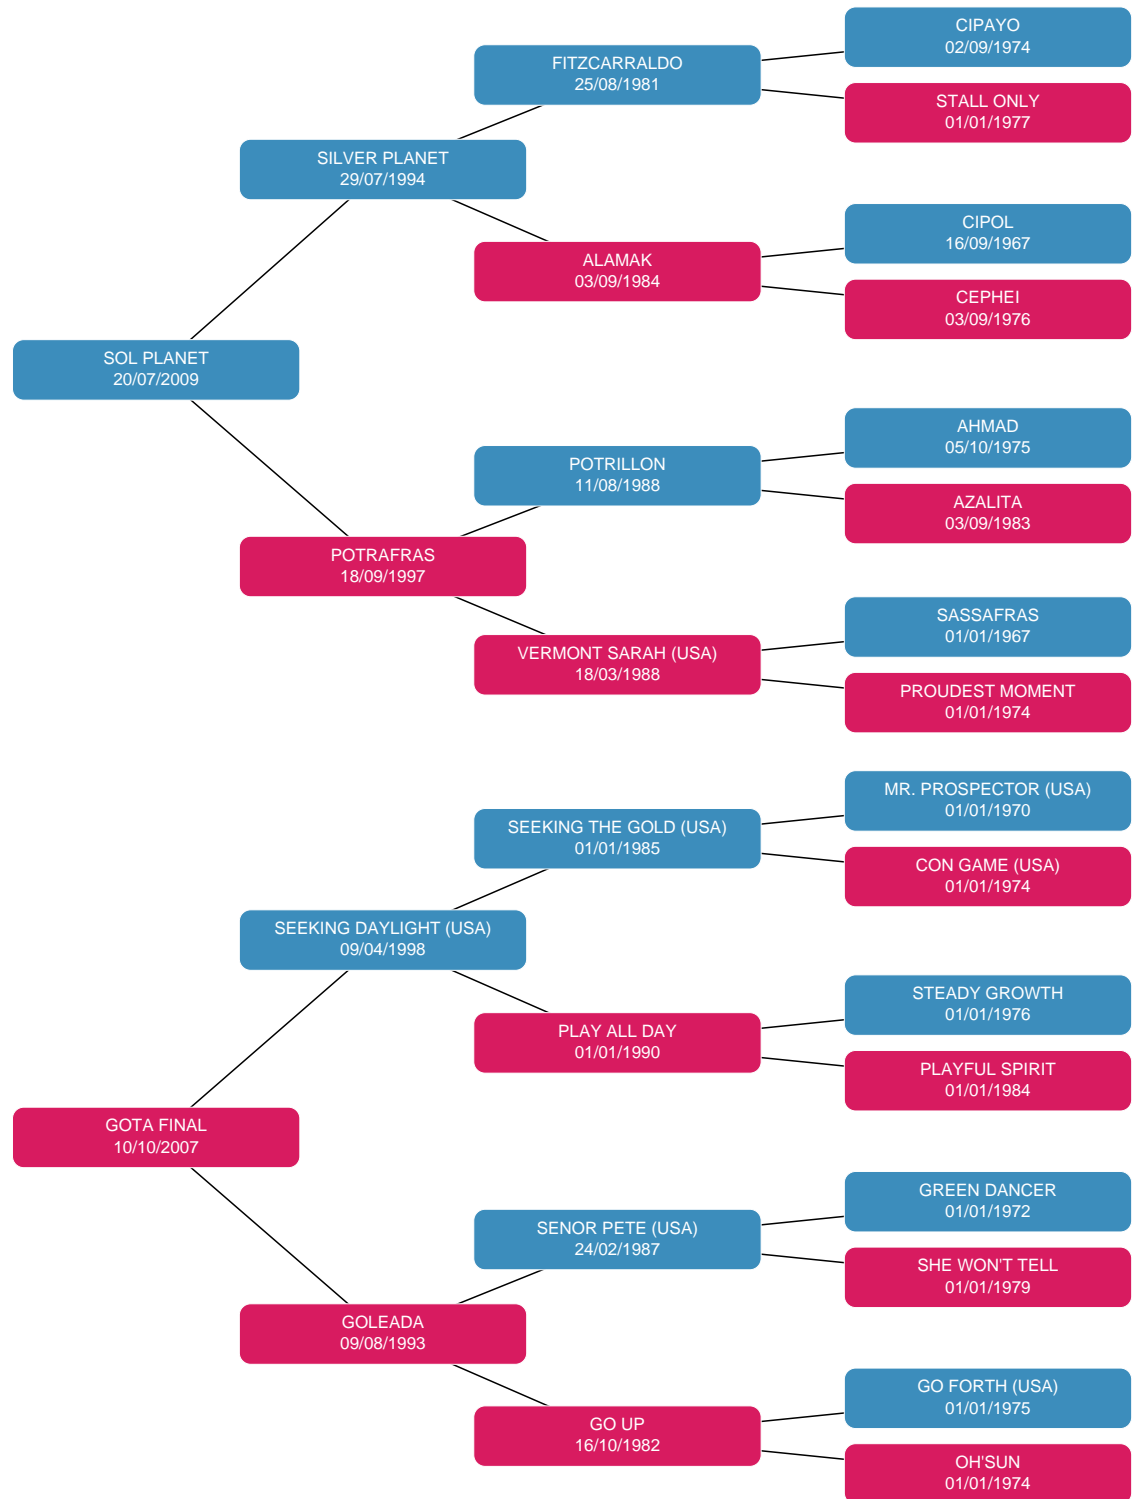 CIPAYO
02/09/1974
FITZCARRALDO
25/08/1981
STALL ONLY
01/01/1977
SILVER PLANET
29/07/1994
CIPOL
16/09/1967
ALAMAK
03/09/1984
CEPHEI
03/09/1976
SOL PLANET
20/07/2009
AHMAD
05/10/1975
POTRILLON
11/08/1988
AZALITA
03/09/1983
POTRAFRAS
18/09/1997
SASSAFRAS
01/01/1967
VERMONT SARAH (USA)
18/03/1988
PROUDEST MOMENT
01/01/1974
MR. PROSPECTOR (USA)
01/01/1970
SEEKING THE GOLD (USA)
01/01/1985
CON GAME (USA)
01/01/1974
SEEKING DAYLIGHT (USA)
09/04/1998
STEADY GROWTH
01/01/1976
PLAY ALL DAY
01/01/1990
PLAYFUL SPIRIT
01/01/1984
GOTA FINAL
10/10/2007
GREEN DANCER
01/01/1972
SENOR PETE (USA)
24/02/1987
SHE WON'T TELL
01/01/1979
GOLEADA
09/08/1993
GO FORTH (USA)
01/01/1975
GO UP
16/10/1982
OH'SUN
01/01/1974